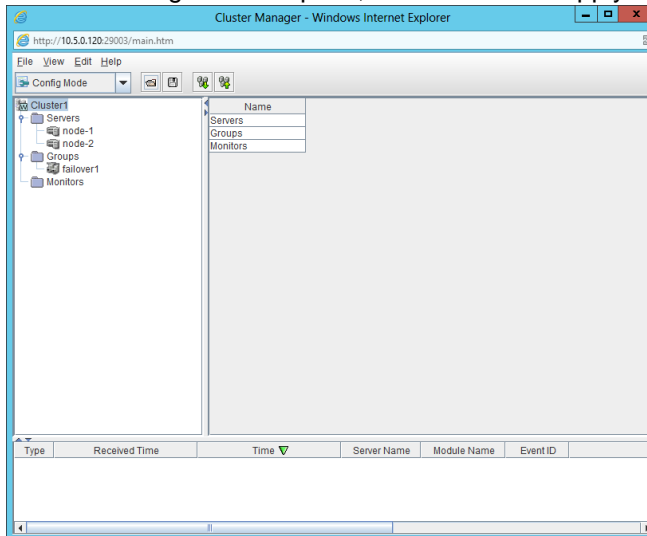 Cluster Manager - Windows Internet Explorer
http://10.5.0.120:29003/main.htm
File View Edit Help
Config Mode
Cluster1
Servers
node-1
node-2
Groups
failover1
Monitors
Name
Servers
Groups
Monitors
Type Received Time Time Server Name Module Name Event ID